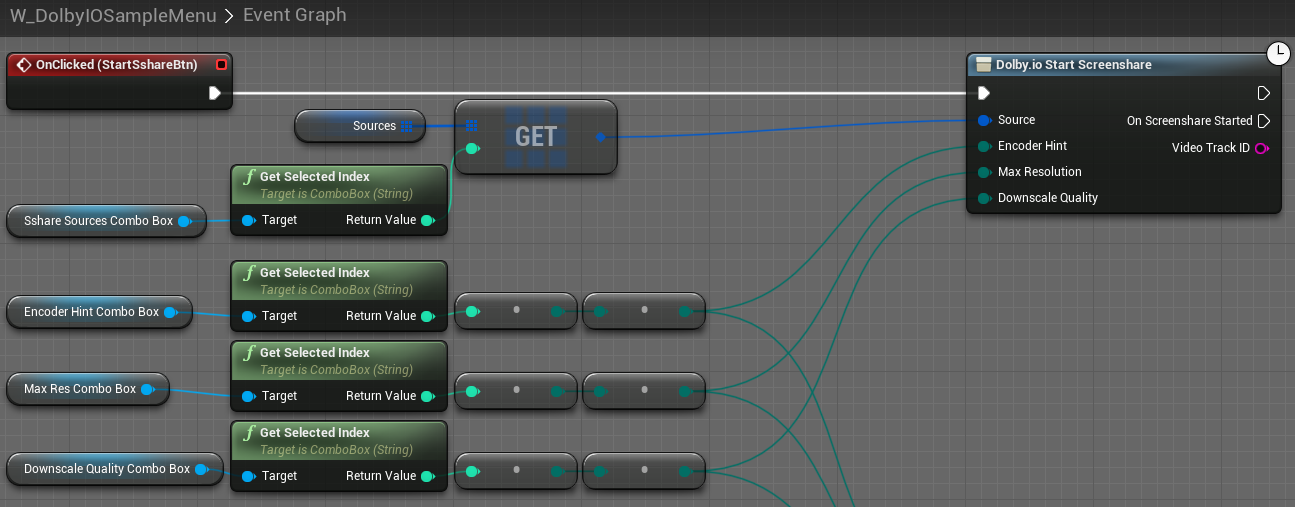 W_DolbyIOSampleMenu > Event Graph
OnClicked (StartSshareBtn)
Dolby.io Start Screenshare
Sources
GET
Source
On Screenshare Started
Encoder Hint
Video Track ID
Max Resolution
Downscale Quality
f Get Selected Index
Target is ComboBox (String)
Sshare Sources Combo Box
Target
Return Value
f Get Selected Index
Target is ComboBox (String)
Encoder Hint Combo Box
Target
Return Value
f Get Selected Index
Target is ComboBox (String)
Max Res Combo Box
Target
Return Value
f Get Selected Index
Target is ComboBox (String)
Downscale Quality Combo Box
Target
Return Value